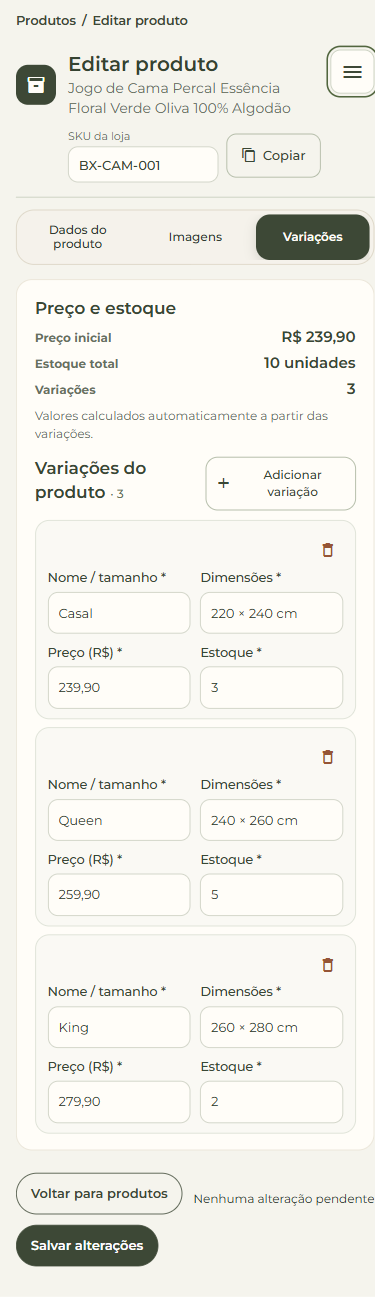 Produtos / Editar produto
Editar produto
Jogo de Cama Percal Essência
Floral Verde Oliva 100% Algodão
SKU da loja
BX-CAM-001
Copiar
Dados do
produto
Imagens
Variações
Preço e estoque
Preço inicial R$ 239,90
Estoque total 10 unidades
Variações 3
Valores calculados automaticamente a partir das
variações.
Variações do
produto · 3
+ Adicionar
variação
Nome / tamanho * Dimensões *
Casal 220 × 240 cm
Preço (R$) * Estoque *
239,90 3
Nome / tamanho * Dimensões *
Queen 240 × 260 cm
Preço (R$) * Estoque *
259,90 5
Nome / tamanho * Dimensões *
King 260 × 280 cm
Preço (R$) * Estoque *
279,90 2
Voltar para produtos
Nenhuma alteração pendente
Salvar alterações